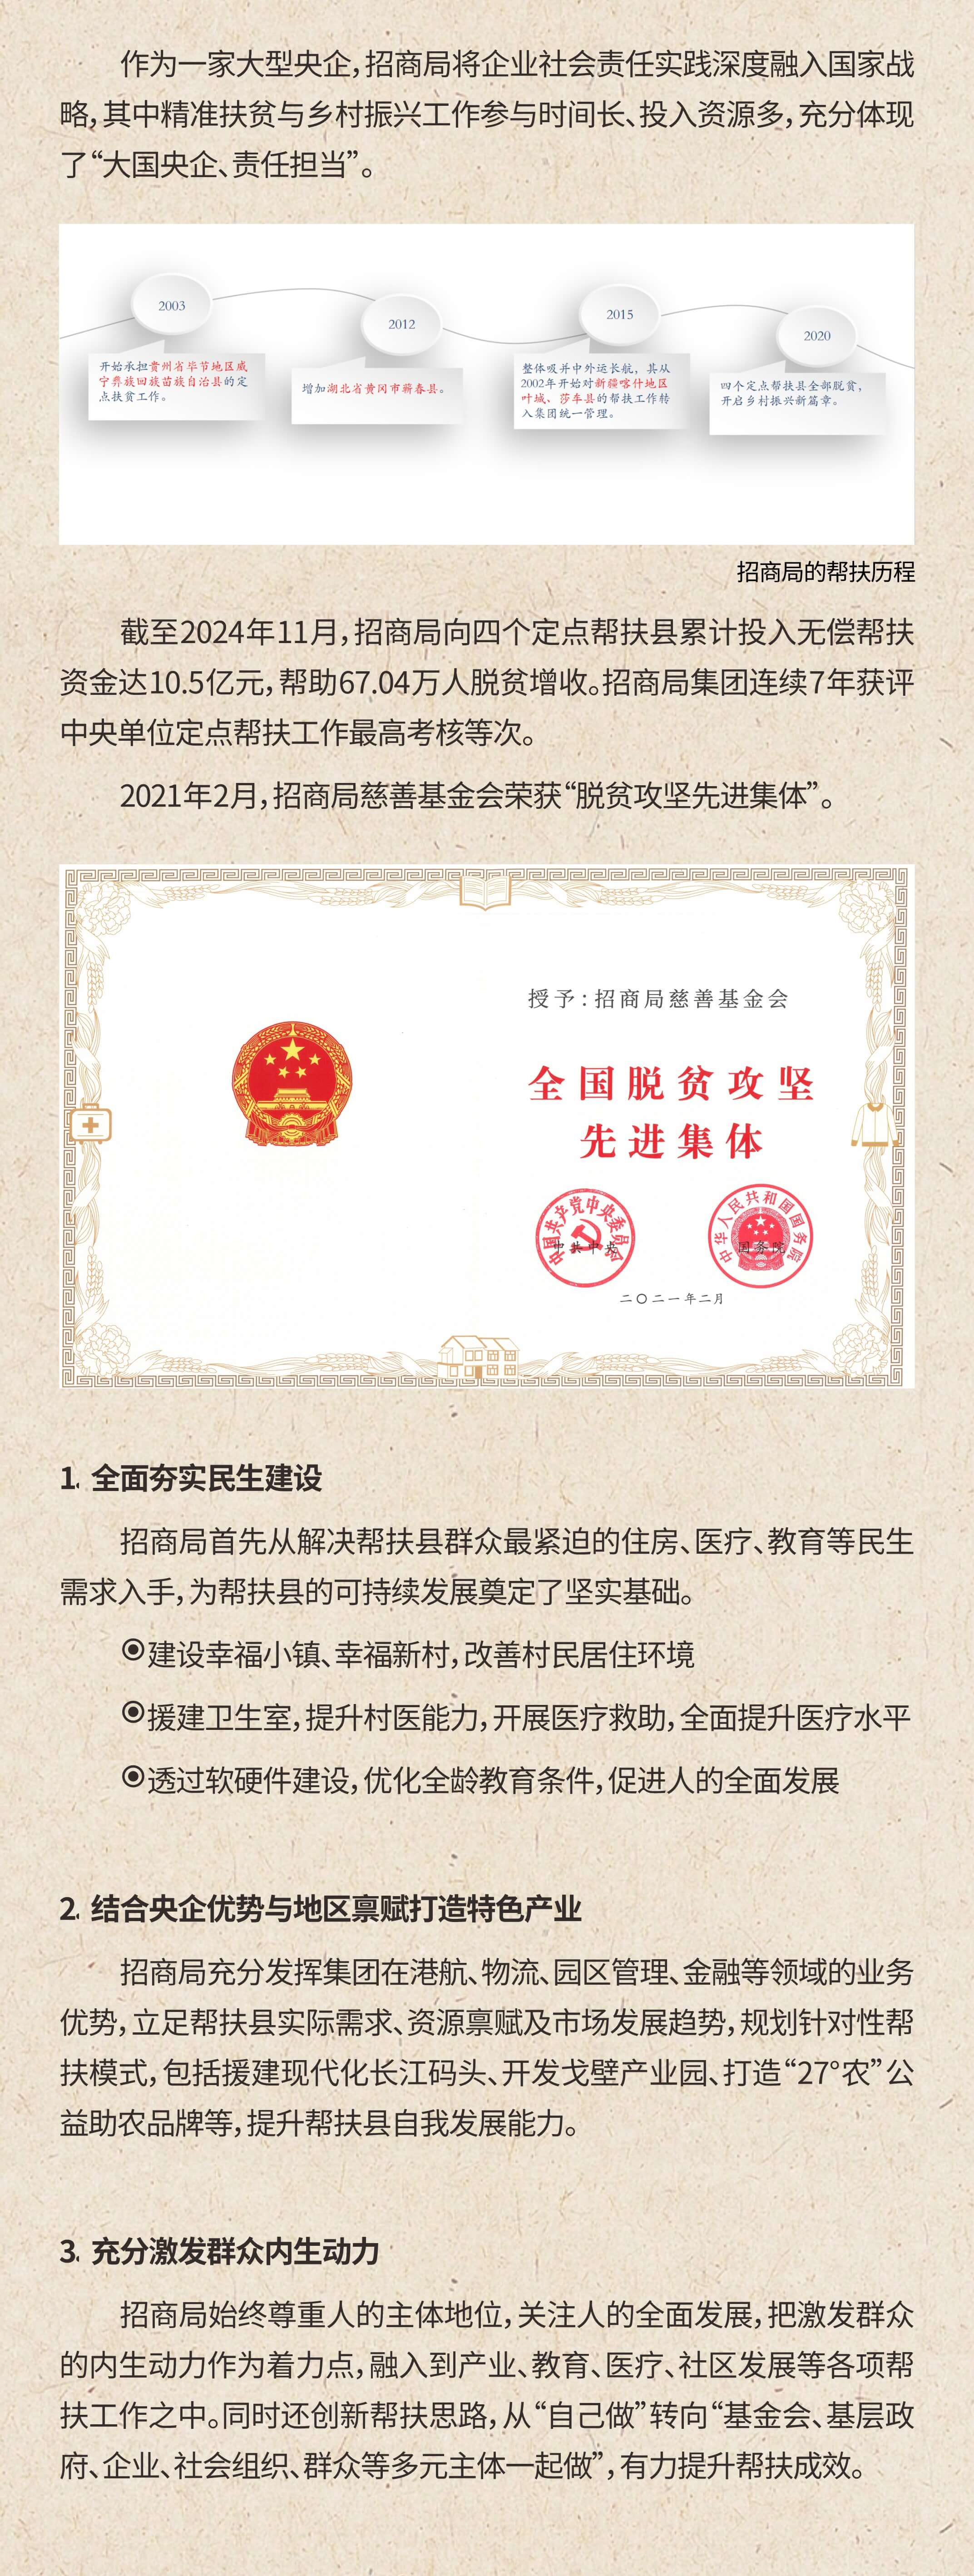 作为一家大型央企，招商局将企业社会责任实践深度融入国家战
略，其中精准扶贫与乡村振兴工作参与时间长、投入资源多，充分体现
了“大国央企、责任担当”。
2003
开始承担贵州省毕节地区威
宁彝族回族苗族自治县的定
点扶贫工作。
2012
增加湖北省黄冈市蕲春县。
2015
整体吸并中外运长航，其从
2002年开始对新疆喀什地区
叶城、莎车县的帮扶工作转
入集团统一管理。
2020
四个定点帮扶县全部脱贫，
开启乡村振兴新篇章。
招商局的帮扶历程
截至2024年11月，招商局向四个定点帮扶县累计投入无偿帮扶
资金达10.5亿元，帮助67.04万人脱贫增收。招商局集团连续7年获评
中央单位定点帮扶工作最高考核等次。
2021年2月，招商局慈善基金会荣获“脱贫攻坚先进集体”。
授予：招商局慈善基金会
全国脱贫攻坚
先进集体
中国共产党中央委员会
中共中央
中华人民共和国国务院
国务院
二〇二一年二月
1. 全面夯实民生建设
招商局首先从解决帮扶县群众最紧迫的住房、医疗、教育等民生
需求入手，为帮扶县的可持续发展奠定了坚实基础。
◉建设幸福小镇、幸福新村，改善村民居住环境
◉援建卫生室，提升村医能力，开展医疗救助，全面提升医疗水平
◉透过软硬件建设，优化全龄教育条件，促进人的全面发展
2. 结合央企优势与地区禀赋打造特色产业
招商局充分发挥集团在港航、物流、园区管理、金融等领域的业务
优势，立足帮扶县实际需求、资源禀赋及市场发展趋势，规划针对性帮
扶模式，包括援建现代化长江码头、开发戈壁产业园、打造“27°农”公
益助农品牌等，提升帮扶县自我发展能力。
3. 充分激发群众内生动力
招商局始终尊重人的主体地位，关注人的全面发展，把激发群众
的内生动力作为着力点，融入到产业、教育、医疗、社区发展等各项帮
扶工作之中。同时还创新帮扶思路，从“自己做”转向“基金会、基层政
府、企业、社会组织、群众等多元主体一起做”，有力提升帮扶成效。